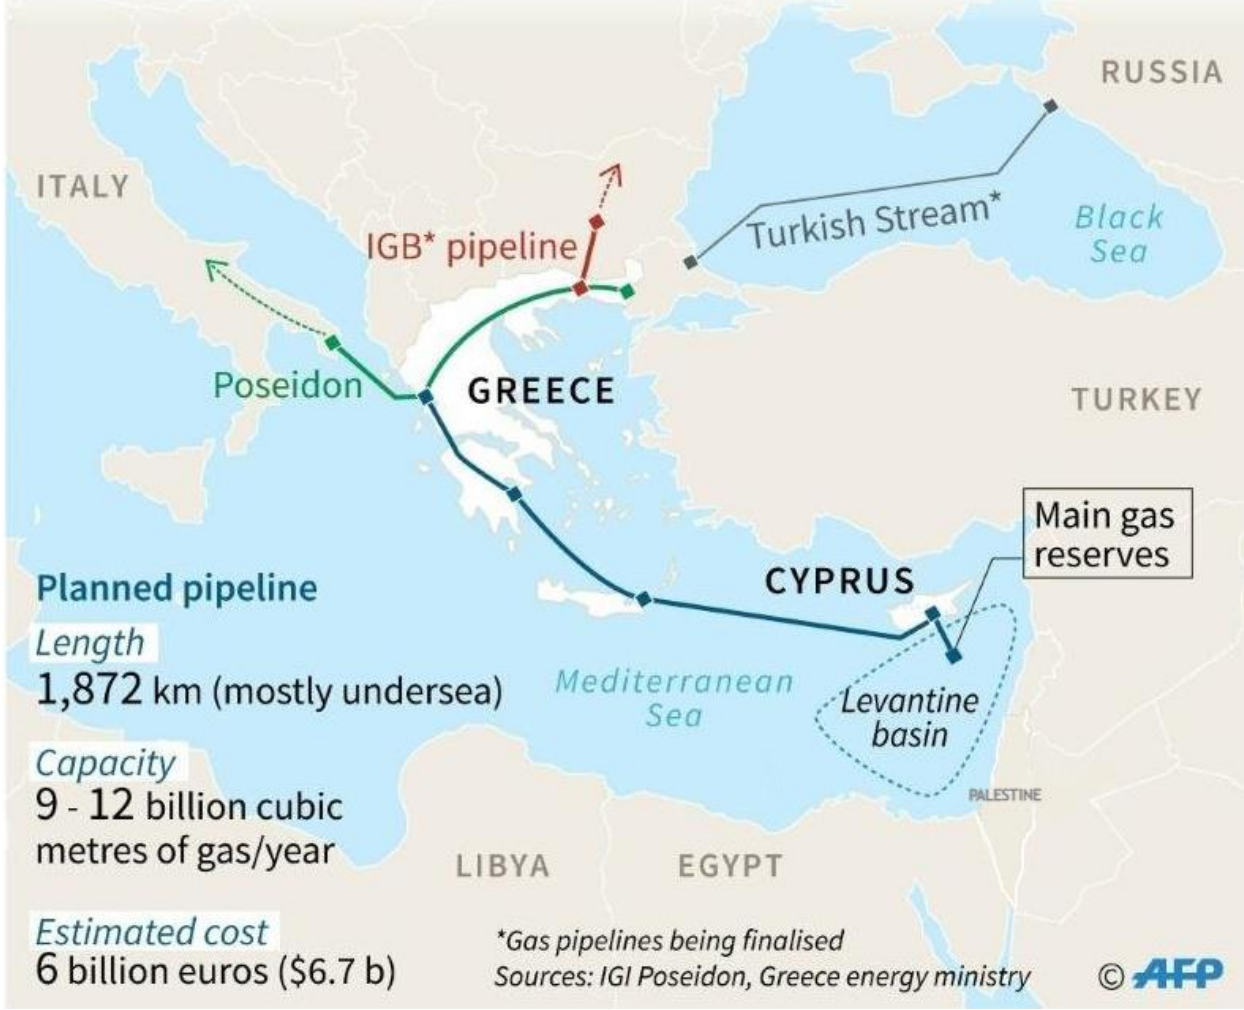 RUSSIA
ITALY
Black
Sea
Turkish Stream*
IGB* pipeline
Poseidon
GREECE
TURKEY
Main gas
reserves
CYPRUS
Planned pipeline
Length
1,872 km (mostly undersea)
Mediterranean
Sea
Levantine
basin
Capacity
9 - 12 billion cubic
metres of gas/year
PALESTINE
LIBYA
EGYPT
Estimated cost
6 billion euros ($6.7 b)
*Gas pipelines being finalised
Sources: IGI Poseidon, Greece energy ministry
© AFP